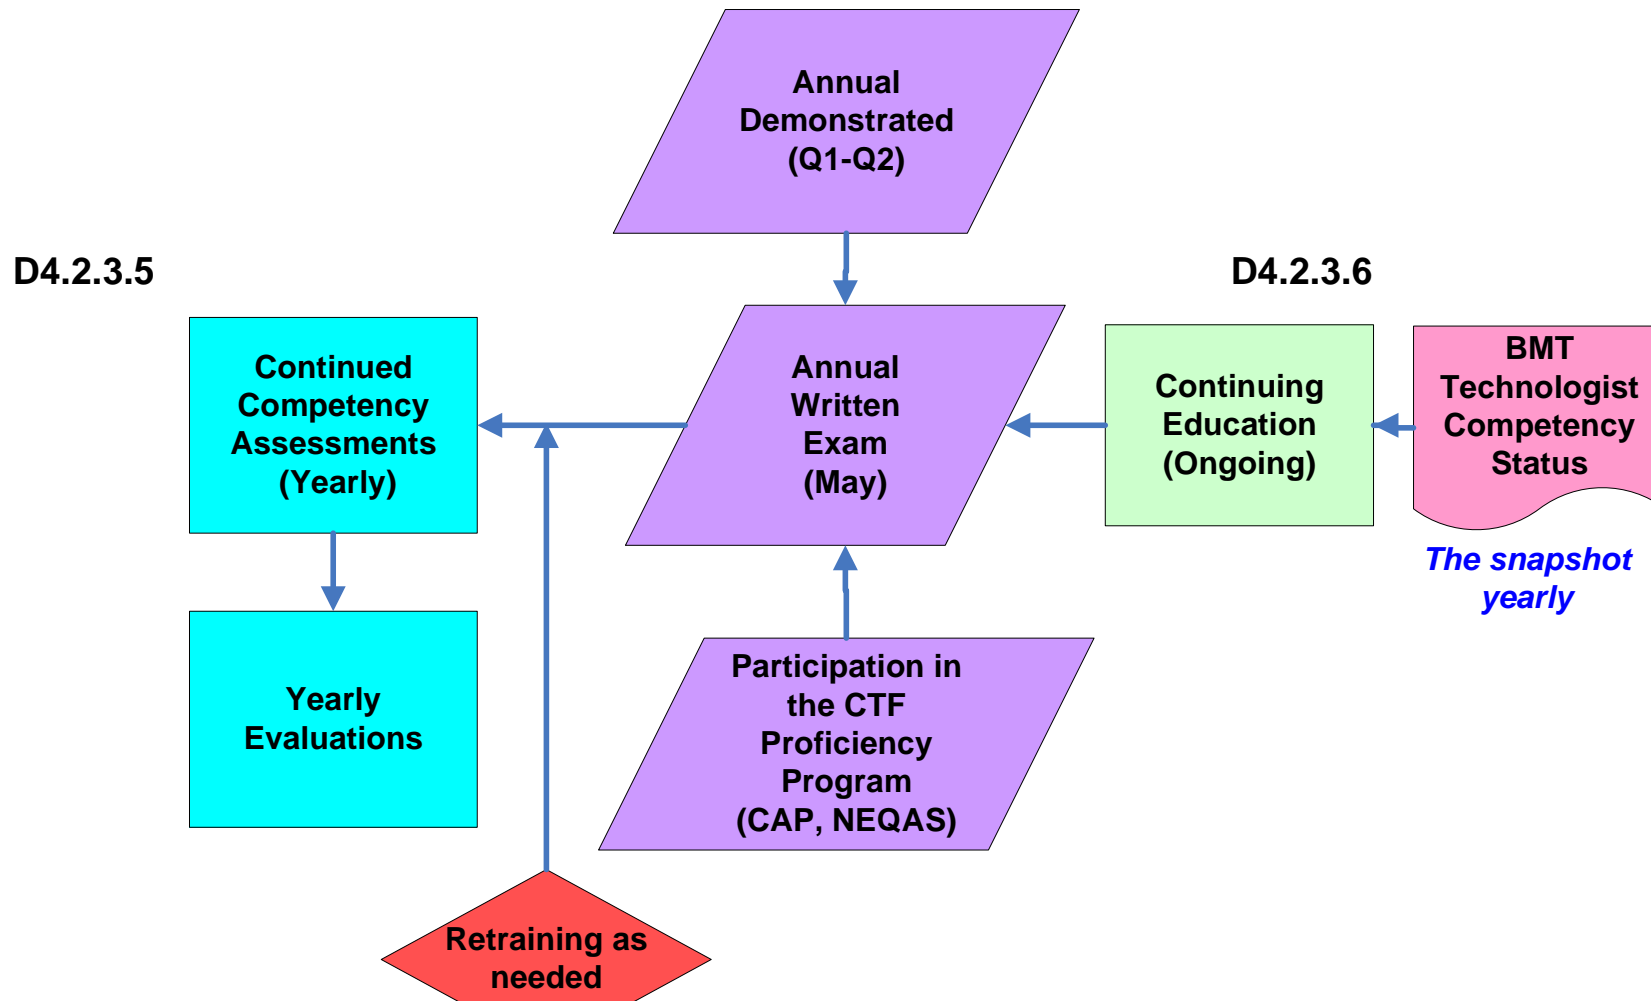 Annual
Demonstrated
(Q1-Q2)
D4.2.3.5
D4.2.3.6
Continued
Competency
Assessments
(Yearly)
Annual
Written
Exam
(May)
Continuing
Education
(Ongoing)
BMT
Technologist
Competency
Status
The snapshot
yearly
Yearly
Evaluations
Participation in
the CTF
Proficiency
Program
(CAP, NEQAS)
Retraining as
needed